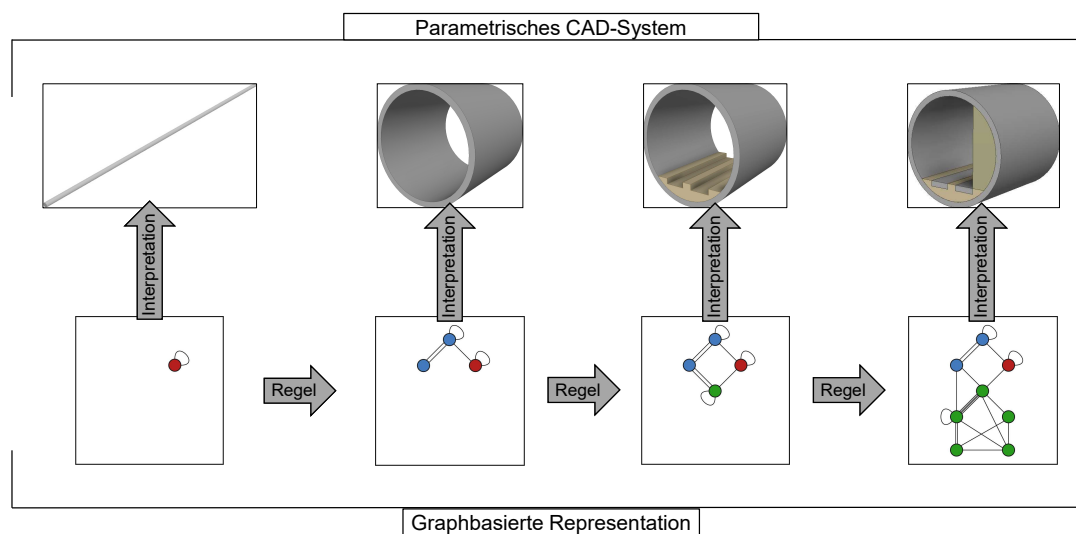 Parametrisches CAD-System
Interpretation
Interpretation
Interpretation
Interpretation
Regel
Regel
Regel
Graphbasierte Representation